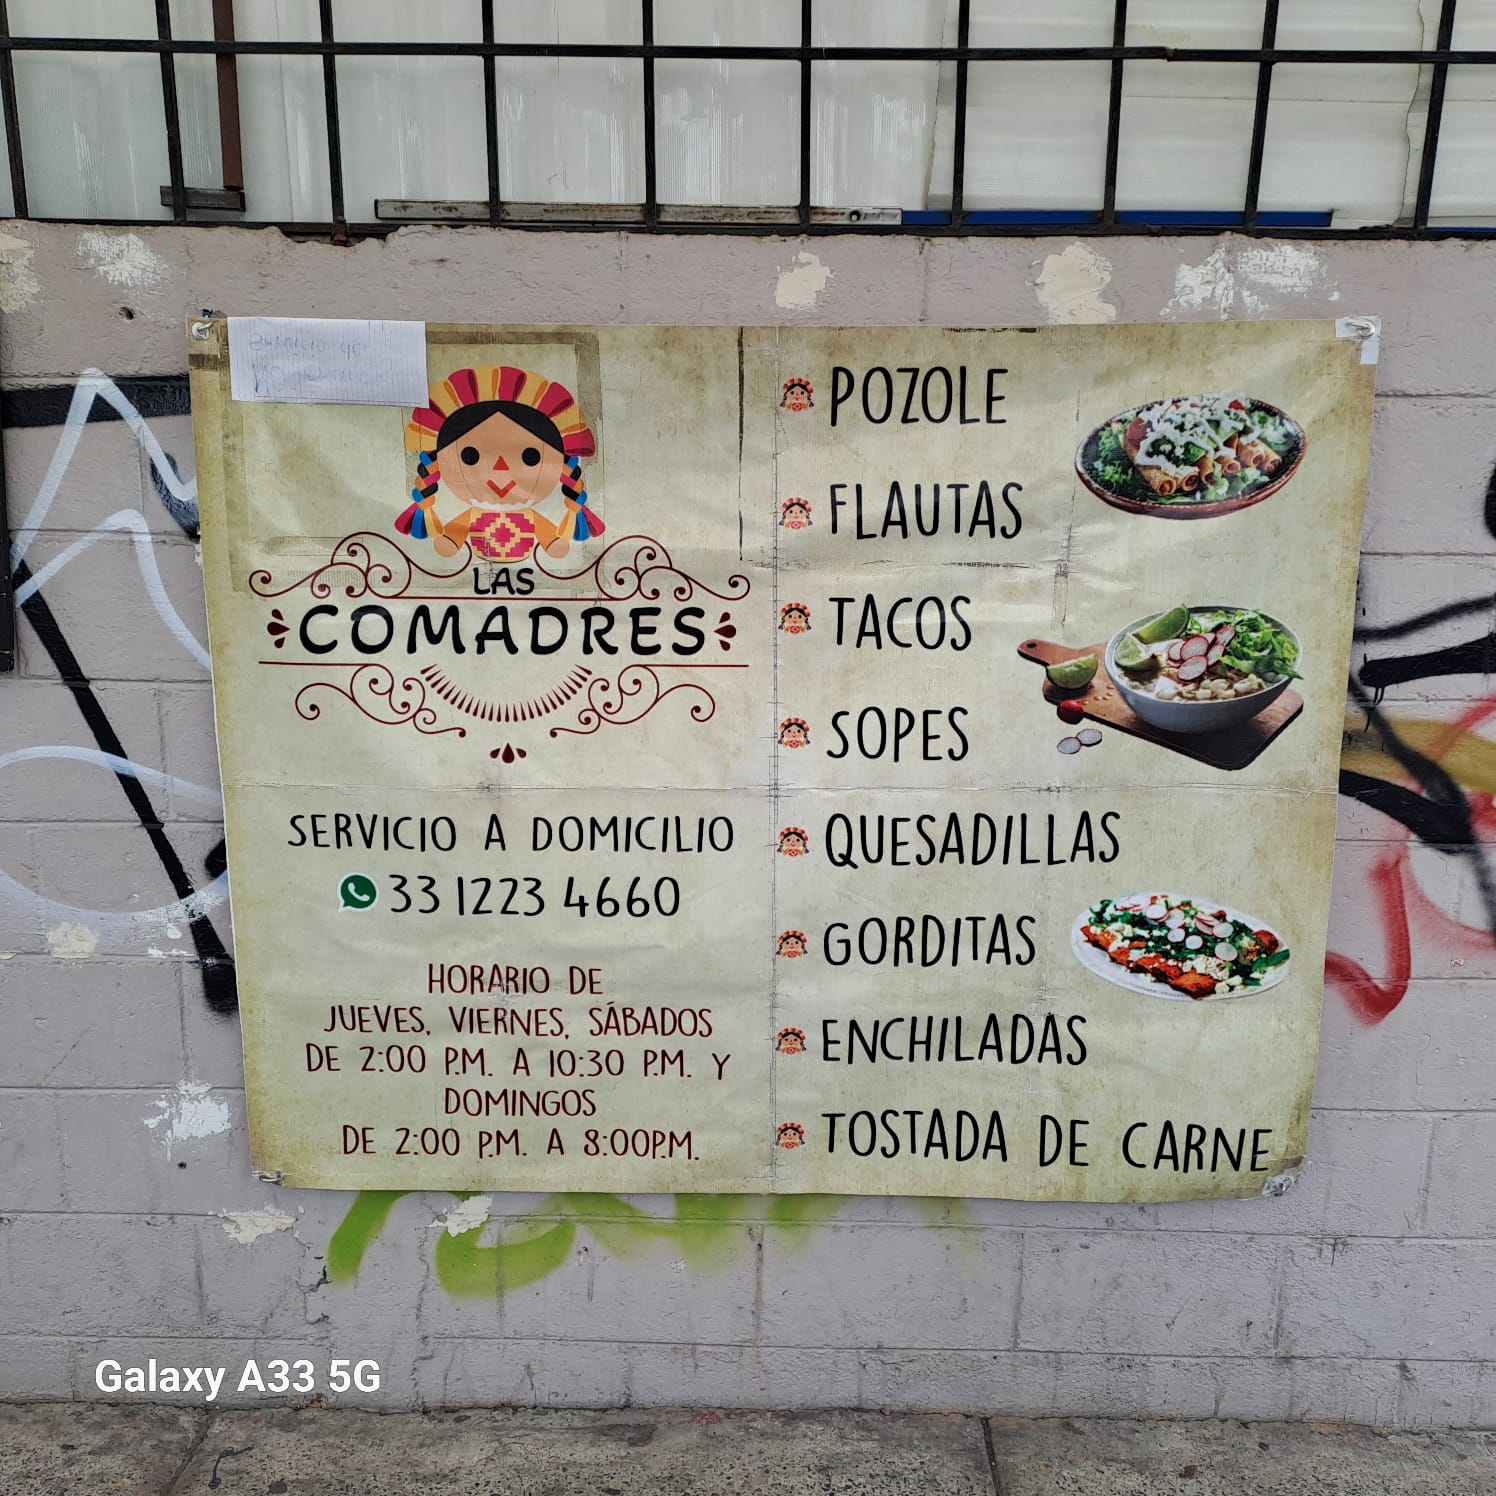 LAS
COMADRES
SERVICIO A DOMICILIO
33 1223 4660
HORARIO DE
JUEVES, VIERNES, SÁBADOS
DE 2:00 P.M. A 10:30 P.M. Y
DOMINGOS
DE 2:00 P.M. A 8:00P.M.
POZOLE
FLAUTAS
TACOS
SOPES
QUESADILLAS
GORDITAS
ENCHILADAS
TOSTADA DE CARNE
Galaxy A33 5G